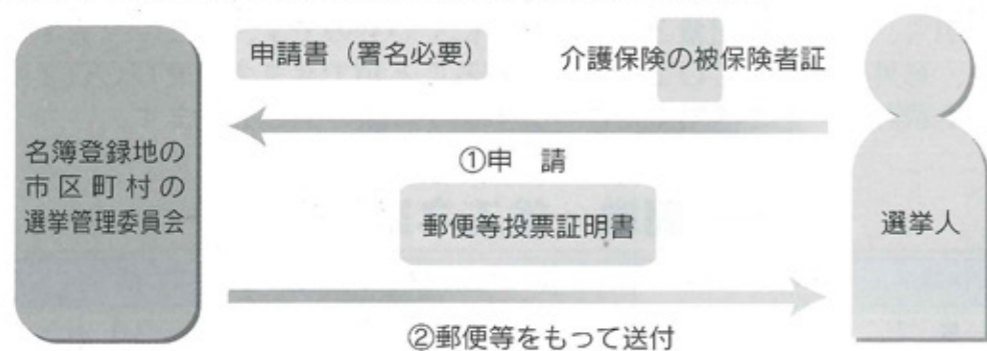 申請書（署名必要）
介護保険の被保険者証
①申　請
名簿登録地の
市区町村の
選挙管理委員会
郵便等投票証明書
選挙人
②郵便等をもって送付